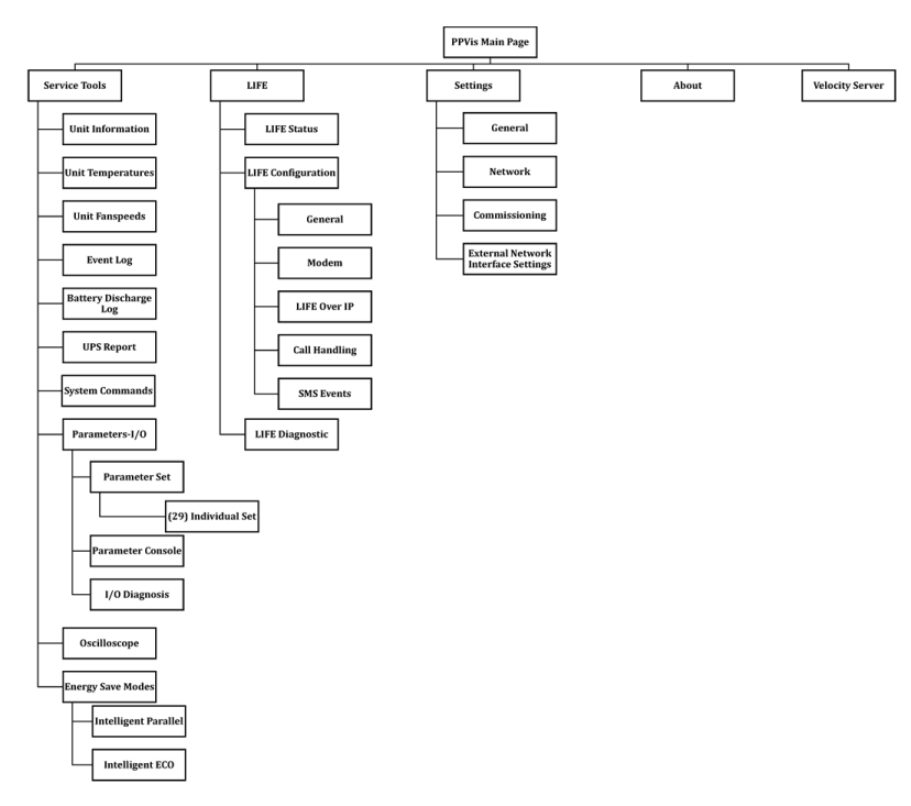 PPVis Main Page
Service Tools
LIFE
Settings
About
Velocity Server
Unit Information
Unit Temperatures
Unit Fanspeeds
Event Log
Battery Discharge
Log
UPS Report
System Commands
Parameters-I/O
Parameter Set
(29) Individual Set
Parameter Console
I/O Diagnosis
Oscilloscope
Energy Save Modes
Intelligent Parallel
Intelligent ECO
LIFE Status
LIFE Configuration
General
Modem
LIFE Over IP
Call Handling
SMS Events
LIFE Diagnostic
General
Network
Commissioning
External Network
Interface Settings